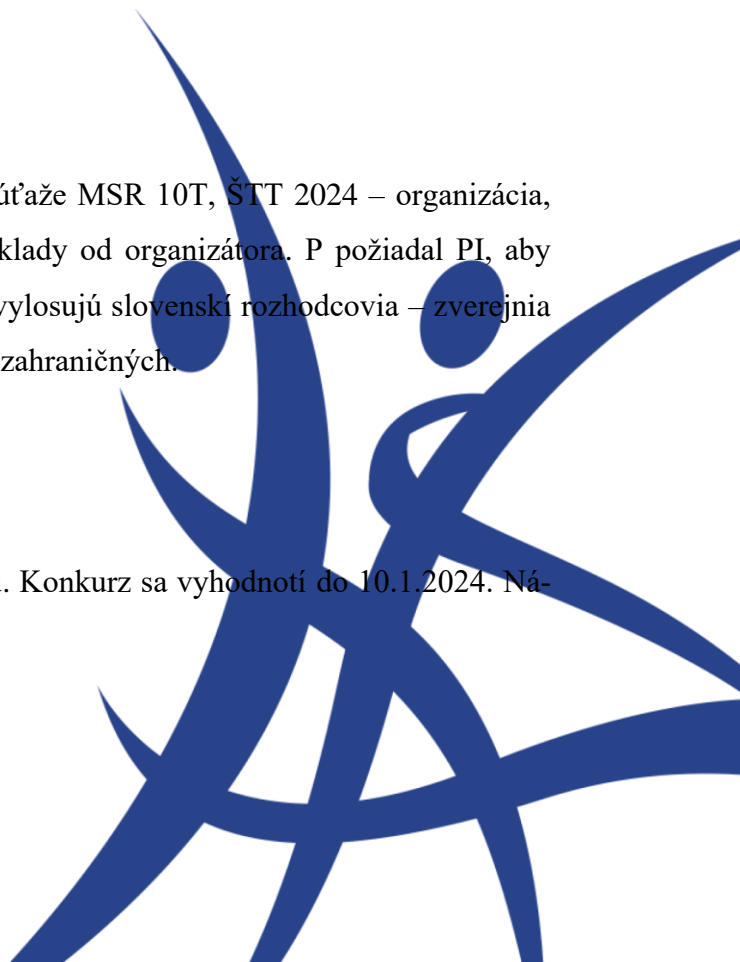 úťaže MSR 10T, ŠTT 2024 – organizácia,
klady od organizátora. P požiadal PI, aby
vylosujú slovenskí rozhodcovia – zverejnia
zahraničných.
. Konkurz sa vyhodnotí do 10.1.2024. Ná-